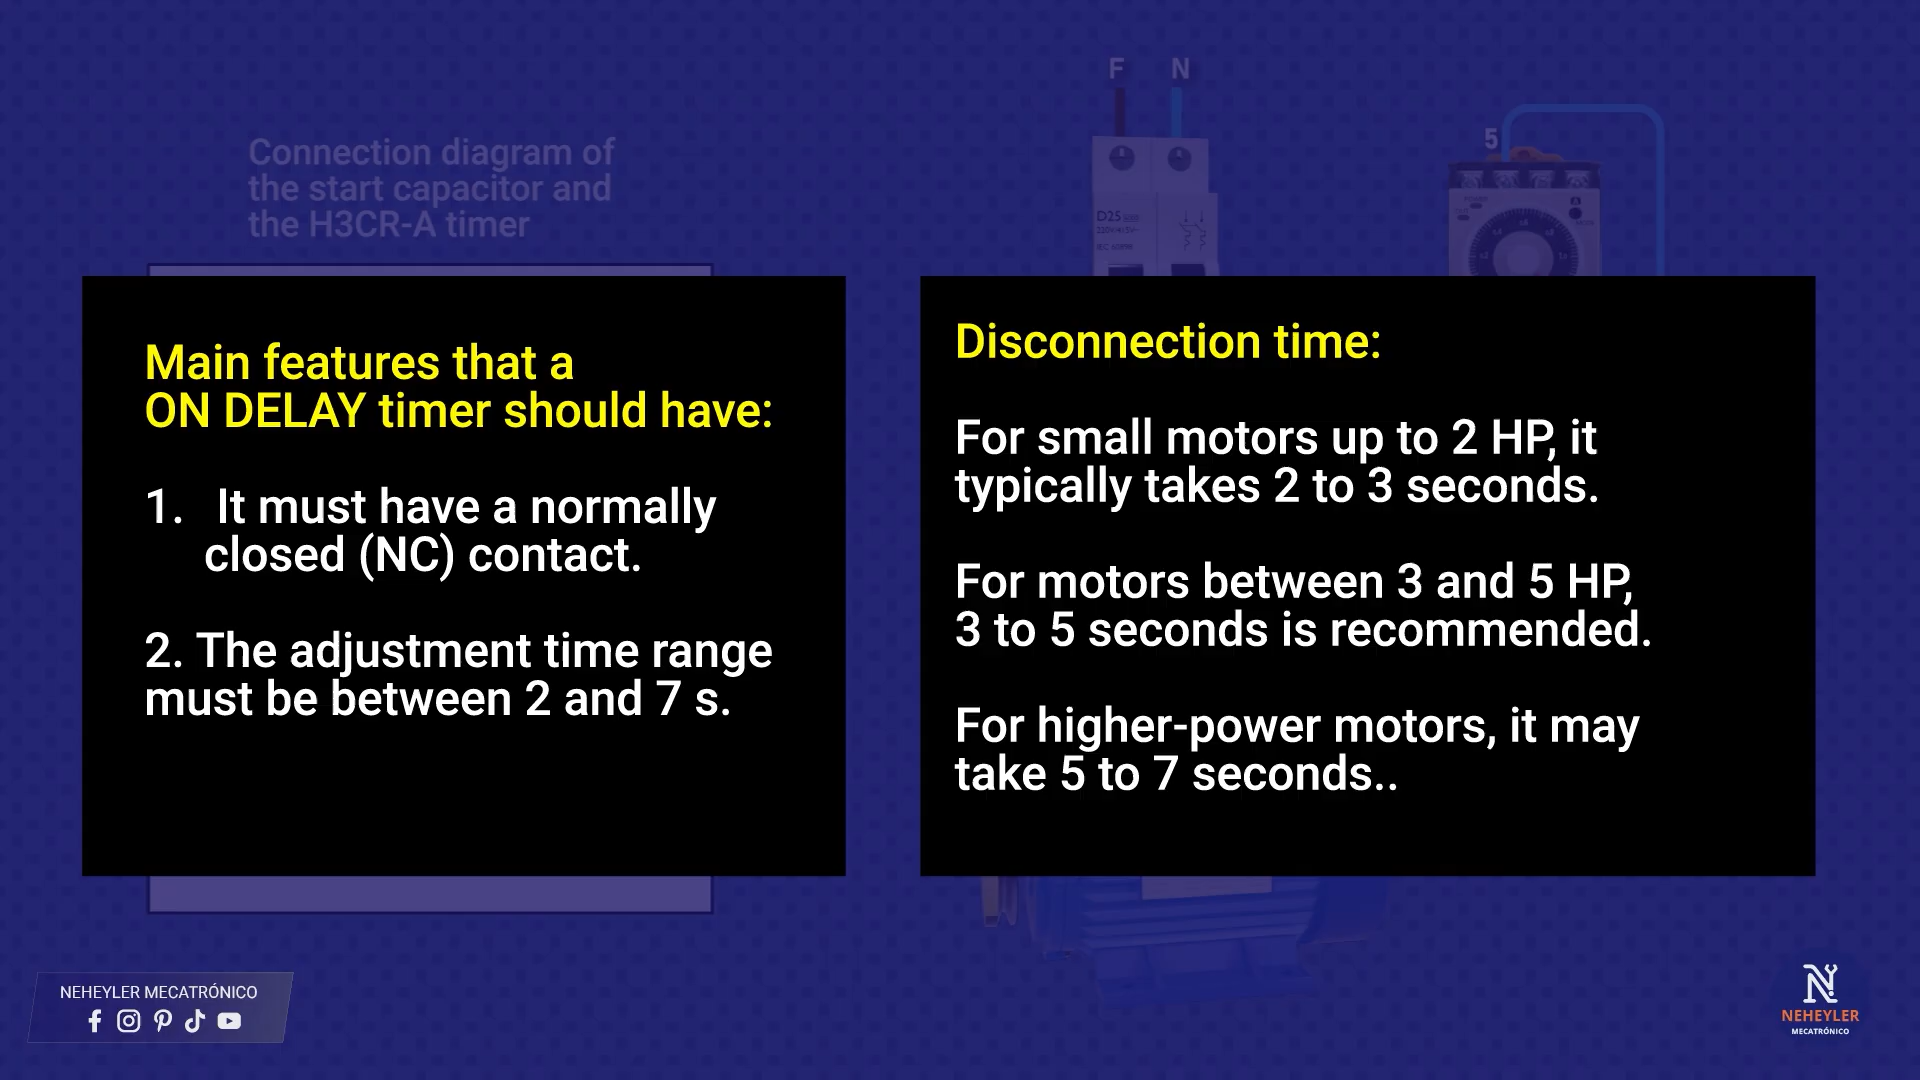 F N
5
Connection diagram of
the start capacitor and
the H3CR-A timer
D25
Main features that a
ON DELAY timer should have:
1. It must have a normally
closed (NC) contact.
2. The adjustment time range
must be between 2 and 7 s.
Disconnection time:
For small motors up to 2 HP, it
typically takes 2 to 3 seconds.
For motors between 3 and 5 HP,
3 to 5 seconds is recommended.
For higher-power motors, it may
take 5 to 7 seconds..
NEHEYLER MECATRÓNICO
NEHEYLER
MECATRÓNICO